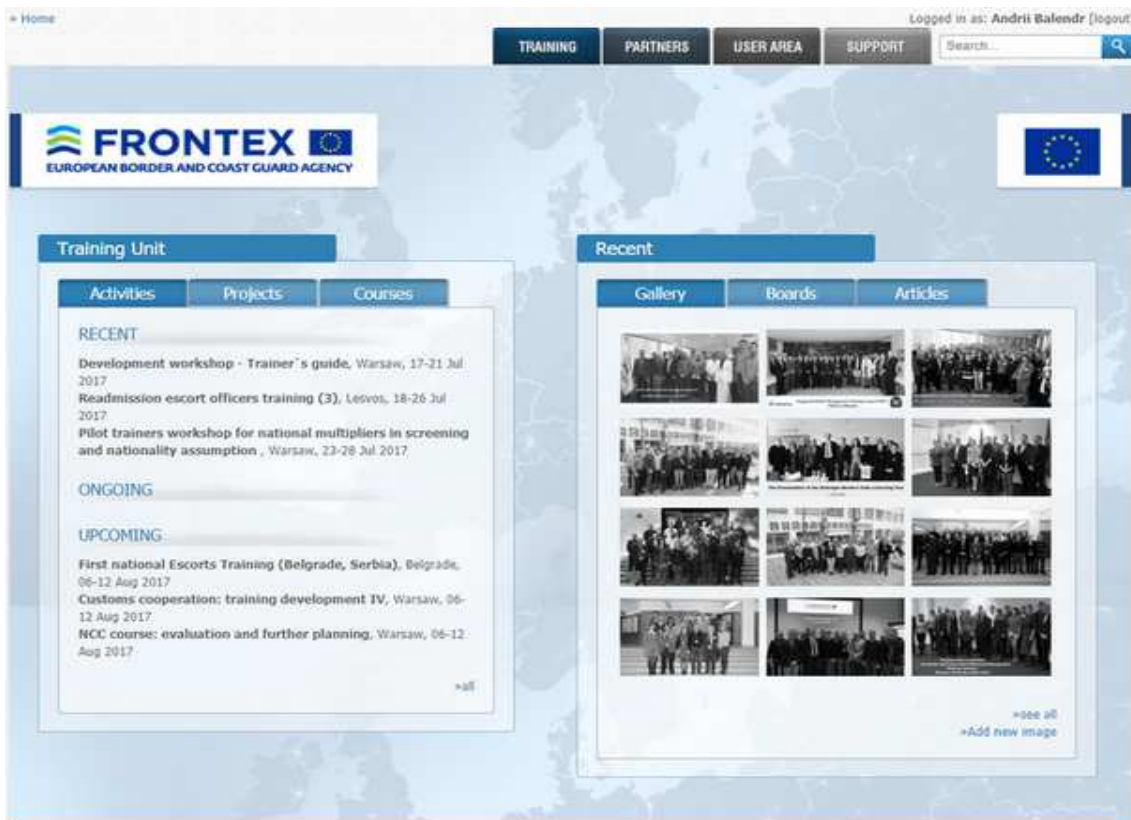 » Home
Logged in as: Andrii Balendr [logout
TRAINING
PARTNERS
USER AREA
SUPPORT
Search...
FRONTEX
EUROPEAN BORDER AND COAST GUARD AGENCY
Training Unit
Activities
Projects
Courses
RECENT
Development workshop - Trainer`s guide, Warsaw, 17-21 Jul
2017
Readmission escort officers training (3), Lesvos, 18-26 Jul
2017
Pilot trainers workshop for national multipliers in screening
and nationality assumption , Warsaw, 23-28 Jul 2017
ONGOING
UPCOMING
First national Escorts Training (Belgrade, Serbia), Belgrade,
06-12 Aug 2017
Customs cooperation: training development IV, Warsaw, 06-
12 Aug 2017
NCC course: evaluation and further planning, Warsaw, 06-12
Aug 2017
»all
Recent
Gallery
Boards
Articles
»see all
»Add new image